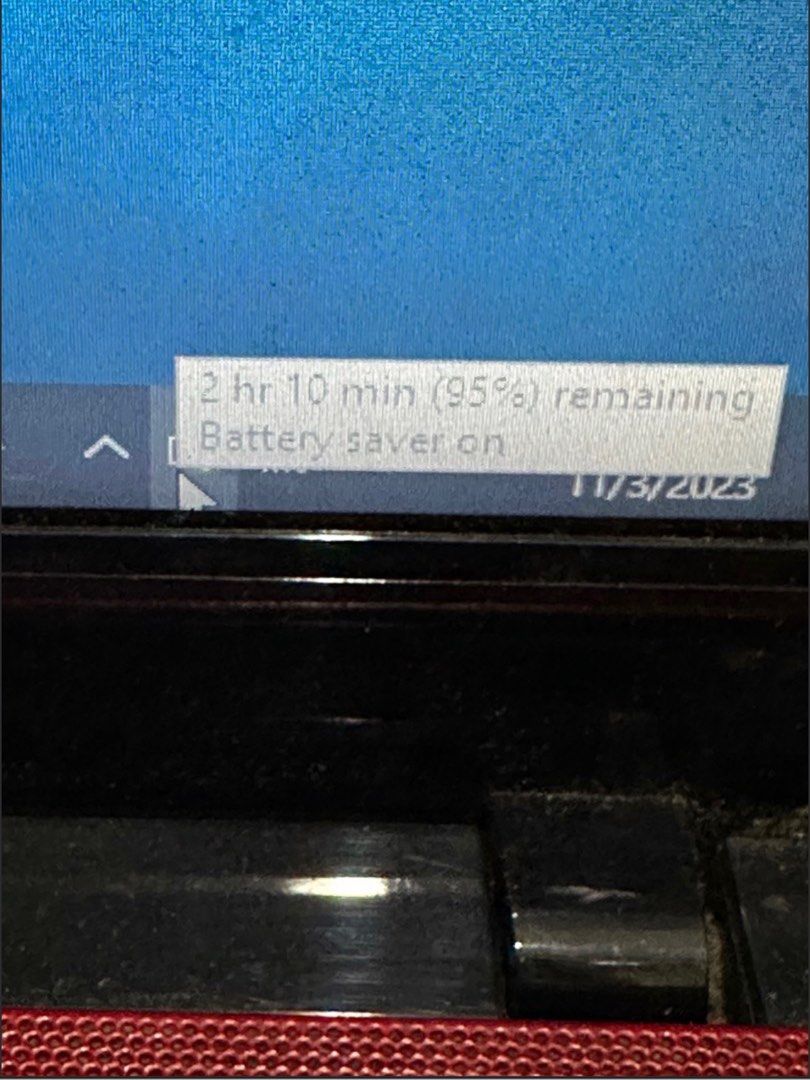 2 hr 10 min (95%) remaining
Battery saver on
11/3/2023